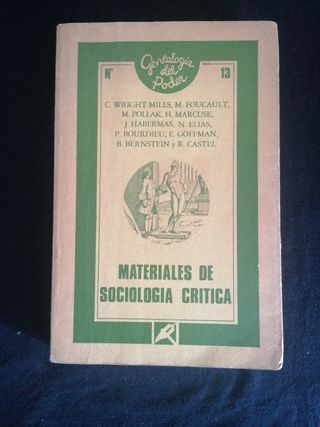 Genealogía
del
Poder
Nº 13
C. WRIGHT MILLS, M. FOUCAULT,
M. POLLAK, H. MARCUSE,
J. HABERMAS, N. ELIAS,
P. BOURDIEU, E. GOFFMAN,
B. BERNSTEIN y R. CASTEL
MATERIALES DE
SOCIOLOGIA CRITICA